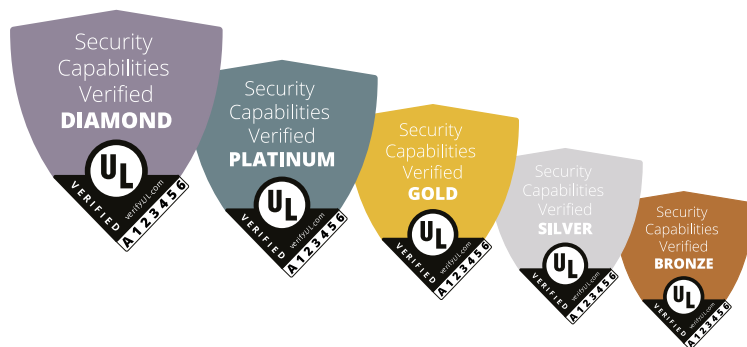 Security
Capabilities
Verified
DIAMOND
UL
VERIFIED
verifyUL.com
A123456
Security
Capabilities
Verified
PLATINUM
UL
VERIFIED
verifyUL.com
A123456
Security
Capabilities
Verified
GOLD
UL
VERIFIED
verifyUL.com
A123456
Security
Capabilities
Verified
SILVER
UL
VERIFIED
verifyUL.com
A123456
Security
Capabilities
Verified
BRONZE
UL
VERIFIED
verifyUL.com
A123456